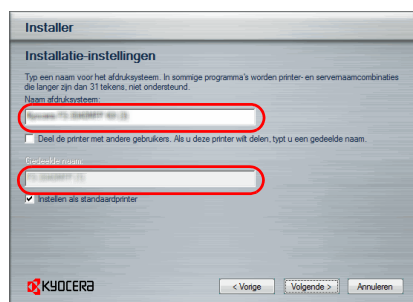 Installer
Installatie-instellingen
Typ een naam voor het afdruksysteem. In sommige programma's worden printer- en servernaamcombinaties
die langer zijn dan 31 tekens, niet ondersteund.
Naam afdruksysteem:
Deel de printer met andere gebruikers. Als u deze printer wilt delen, typt u een gedeelde naam.
Gedeelde naam:
Instellen als standaardprinter
KYOCERA
< Vorige Volgende > Annuleren